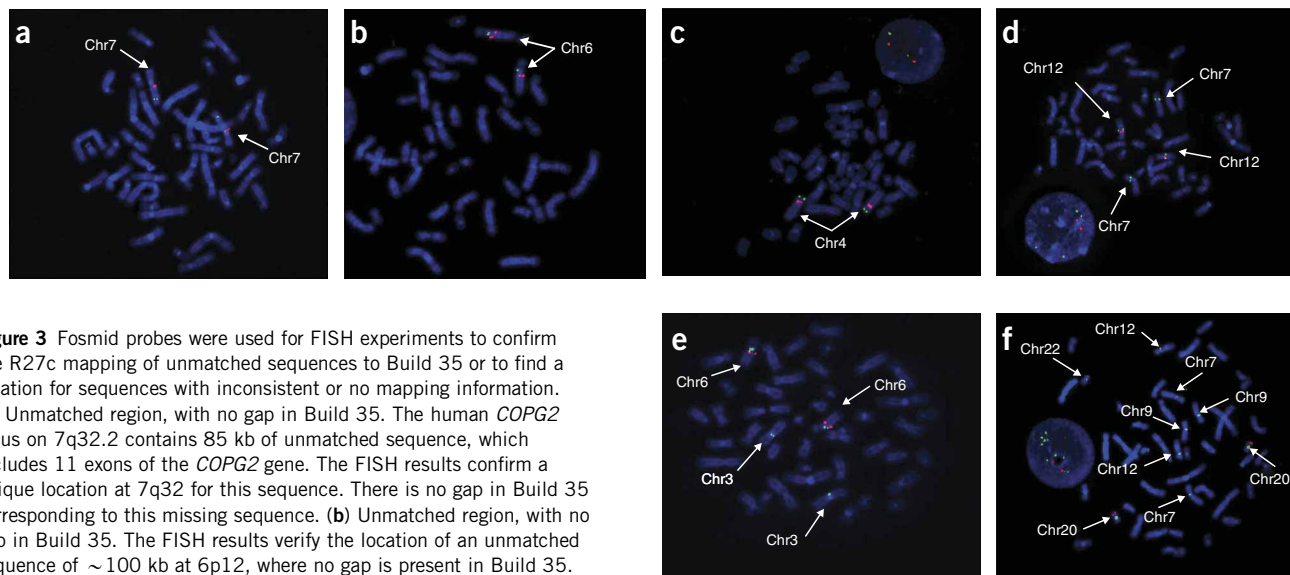 a
Chr7
Chr7
b
Chr6
c
Chr4
d
Chr12
Chr7
Chr12
Chr7
e
Chr6
Chr6
Chr3
Chr3
f
Chr12
Chr22
Chr7
Chr9
Chr9
Chr12
Chr20
Chr7
Chr20
gure 3 Fosmid probes were used for FISH experiments to confirm
e R27c mapping of unmatched sequences to Build 35 or to find a
ation for sequences with inconsistent or no mapping information.
Unmatched region, with no gap in Build 35. The human COPG2
us on 7q32.2 contains 85 kb of unmatched sequence, which
cludes 11 exons of the COPG2 gene. The FISH results confirm a
ique location at 7q32 for this sequence. There is no gap in Build 35
rresponding to this missing sequence. (b) Unmatched region, with no
p in Build 35. The FISH results verify the location of an unmatched
quence of ~100 kb at 6p12, where no gap is present in Build 35.